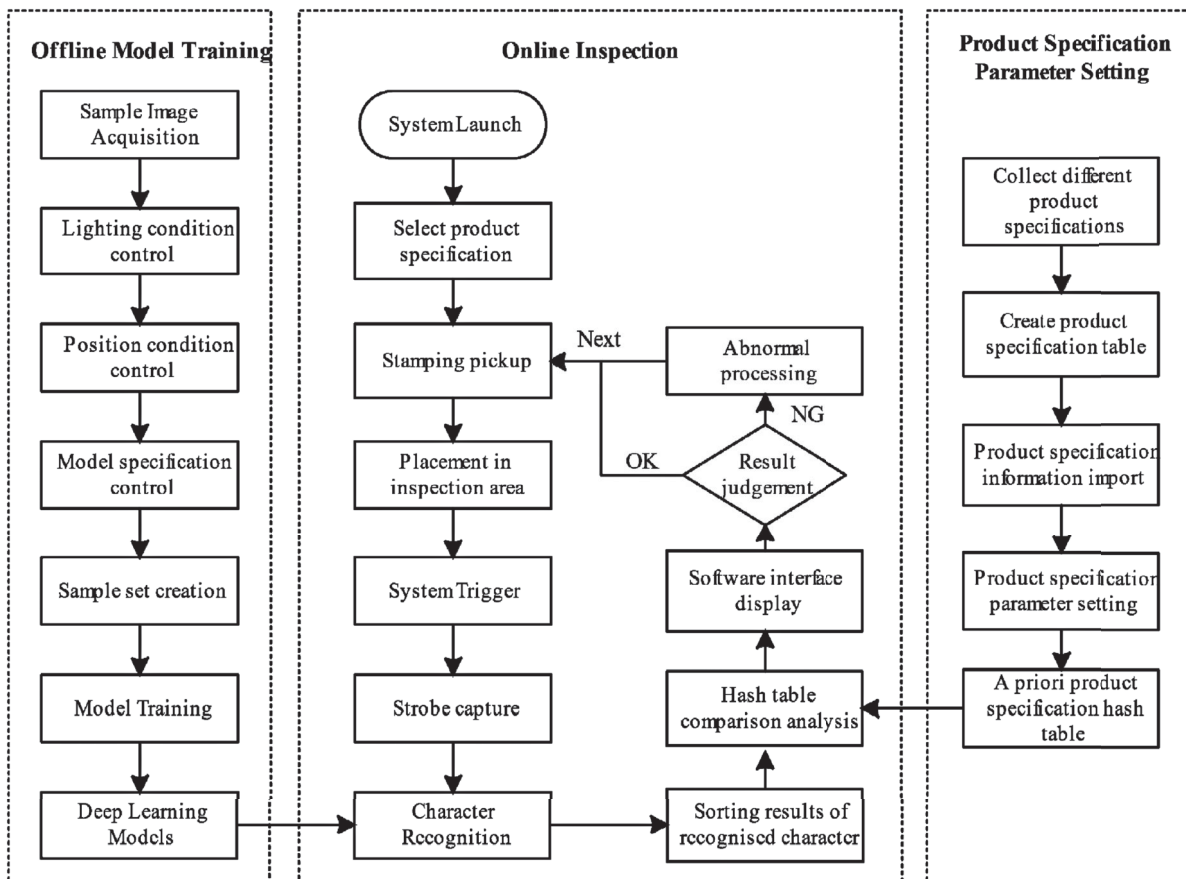 Offline Model Training
Sample Image
Acquisition
Lighting condition
control
Position condition
control
Model specification
control
Sample set creation
Model Training
Deep Learning
Models
Online Inspection
System Launch
Select product
specification
Stamping pickup
Placement in
inspection area
System Trigger
Strobe capture
Character
Recognition
Next
Abnormal
processing
NG
OK
Result
judgement
Software interface
display
Hash table
comparison analysis
Sorting results of
recognised character
Product Specification
Parameter Setting
Collect different
product
specifications
Create product
specification table
Product specification
information import
Product specification
parameter setting
A priori product
specification hash
table